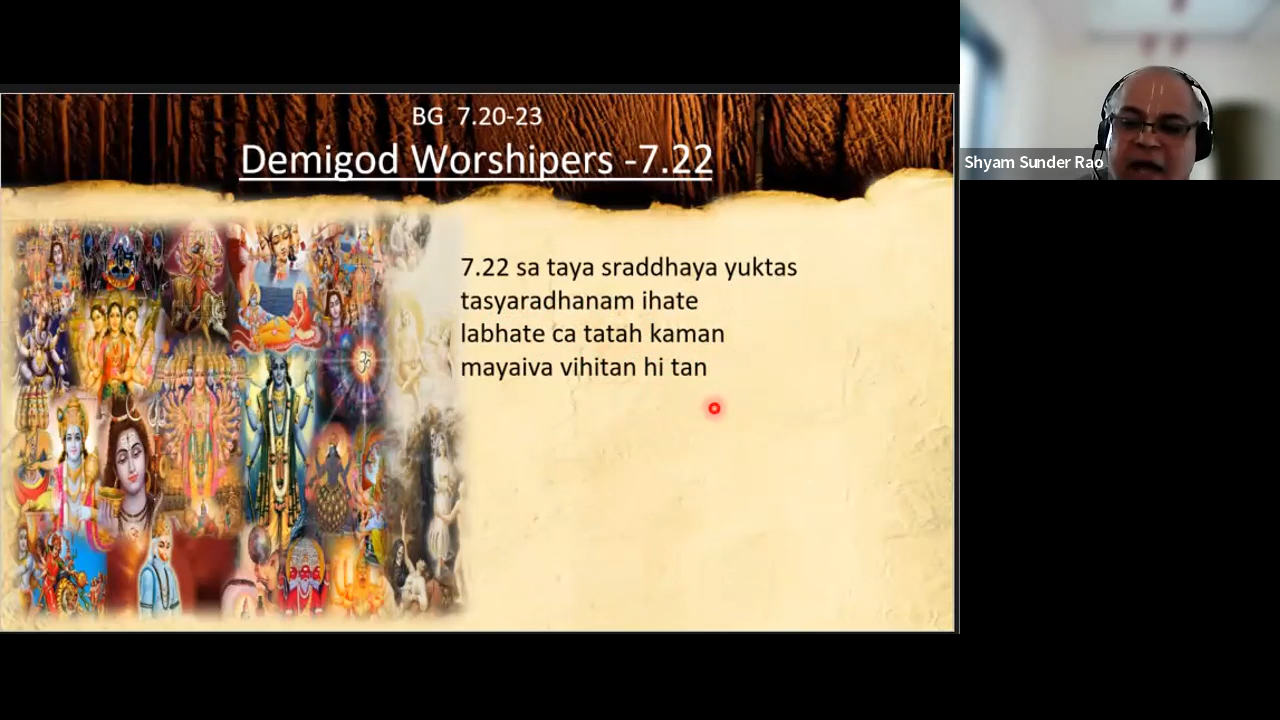 BG 7.20-23
Demigod Worshipers -7.22
7.22 sa taya sraddhaya yuktas
tasyaradhanam ihate
labhate ca tatah kaman
mayaiva vihitan hi tan
Shyam Sunder Rao
ॐ